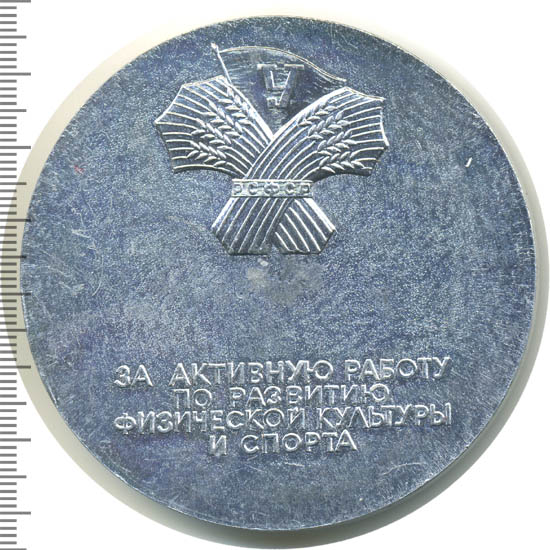 РСФСР
ЗА АКТИВНУЮ РАБОТУ
ПО РАЗВИТИЮ
ФИЗИЧЕСКОЙ КУЛЬТУРЫ
И СПОРТА